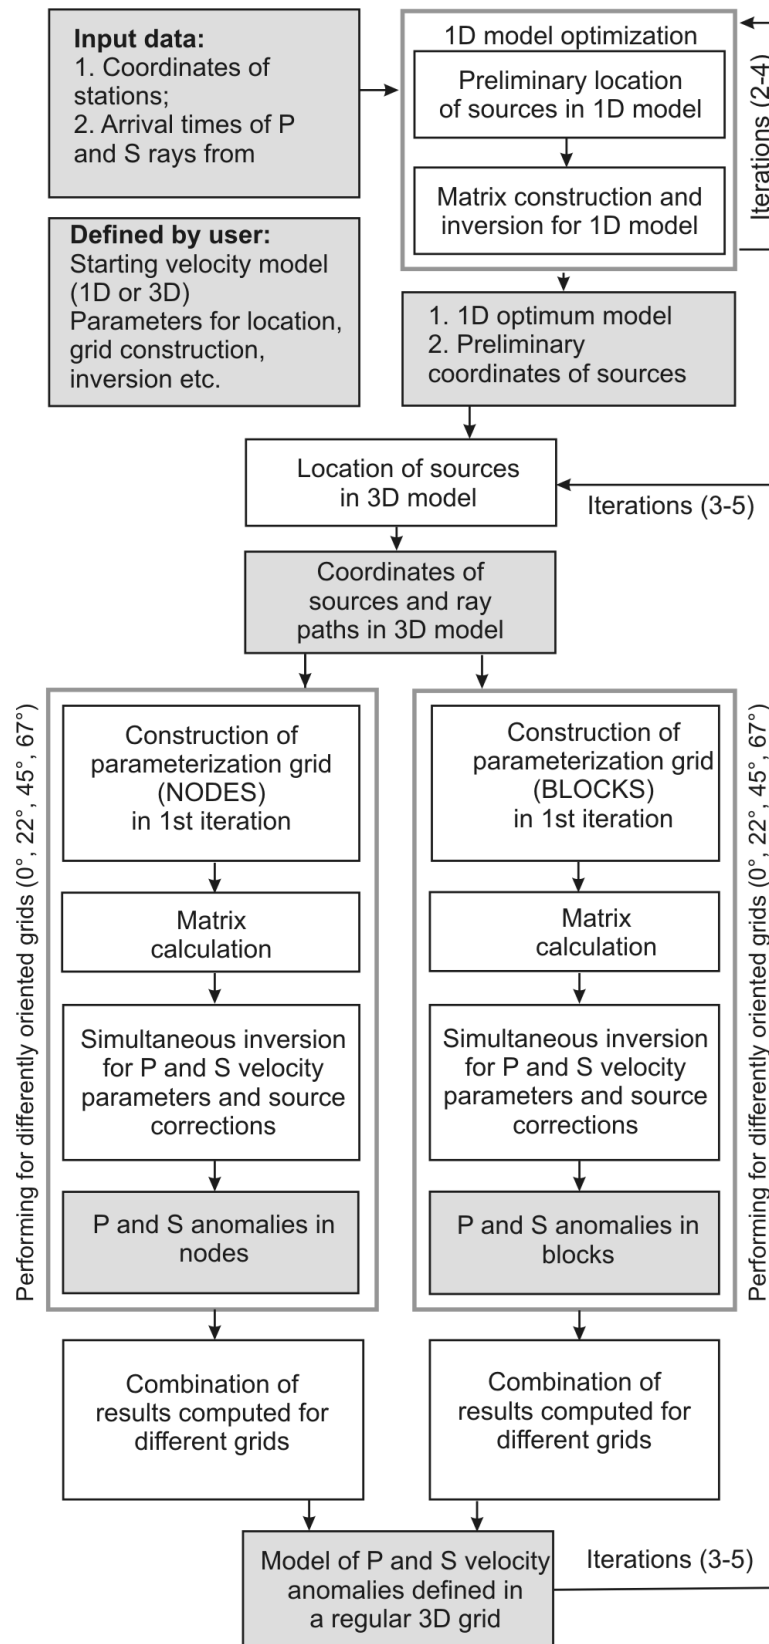 Input data:
1. Coordinates of
stations;
2. Arrival times of P
and S rays from
1D model optimization
Preliminary location
of sources in 1D model
Matrix construction and
inversion for 1D model
Iterations (2-4)
Defined by user:
Starting velocity model
(1D or 3D)
Parameters for location,
grid construction,
inversion etc.
1. 1D optimum model
2. Preliminary
coordinates of sources
Location of sources
in 3D model
Iterations (3-5)
Coordinates of
sources and ray
paths in 3D model
Performing for differently oriented grids (0°, 22°, 45°, 67°)
Construction of
parameterization grid
(NODES)
in 1st iteration
Matrix
calculation
Simultaneous inversion
for P and S velocity
parameters and source
corrections
P and S anomalies in
nodes
Combination of
results computed for
different grids
Construction of
parameterization grid
(BLOCKS)
in 1st iteration
Matrix
calculation
Simultaneous inversion
for P and S velocity
parameters and source
corrections
P and S anomalies in
blocks
Combination of
results computed for
different grids
Performing for differently oriented grids (0°, 22°, 45°, 67°)
Model of P and S velocity
anomalies defined in
a regular 3D grid
Iterations (3-5)